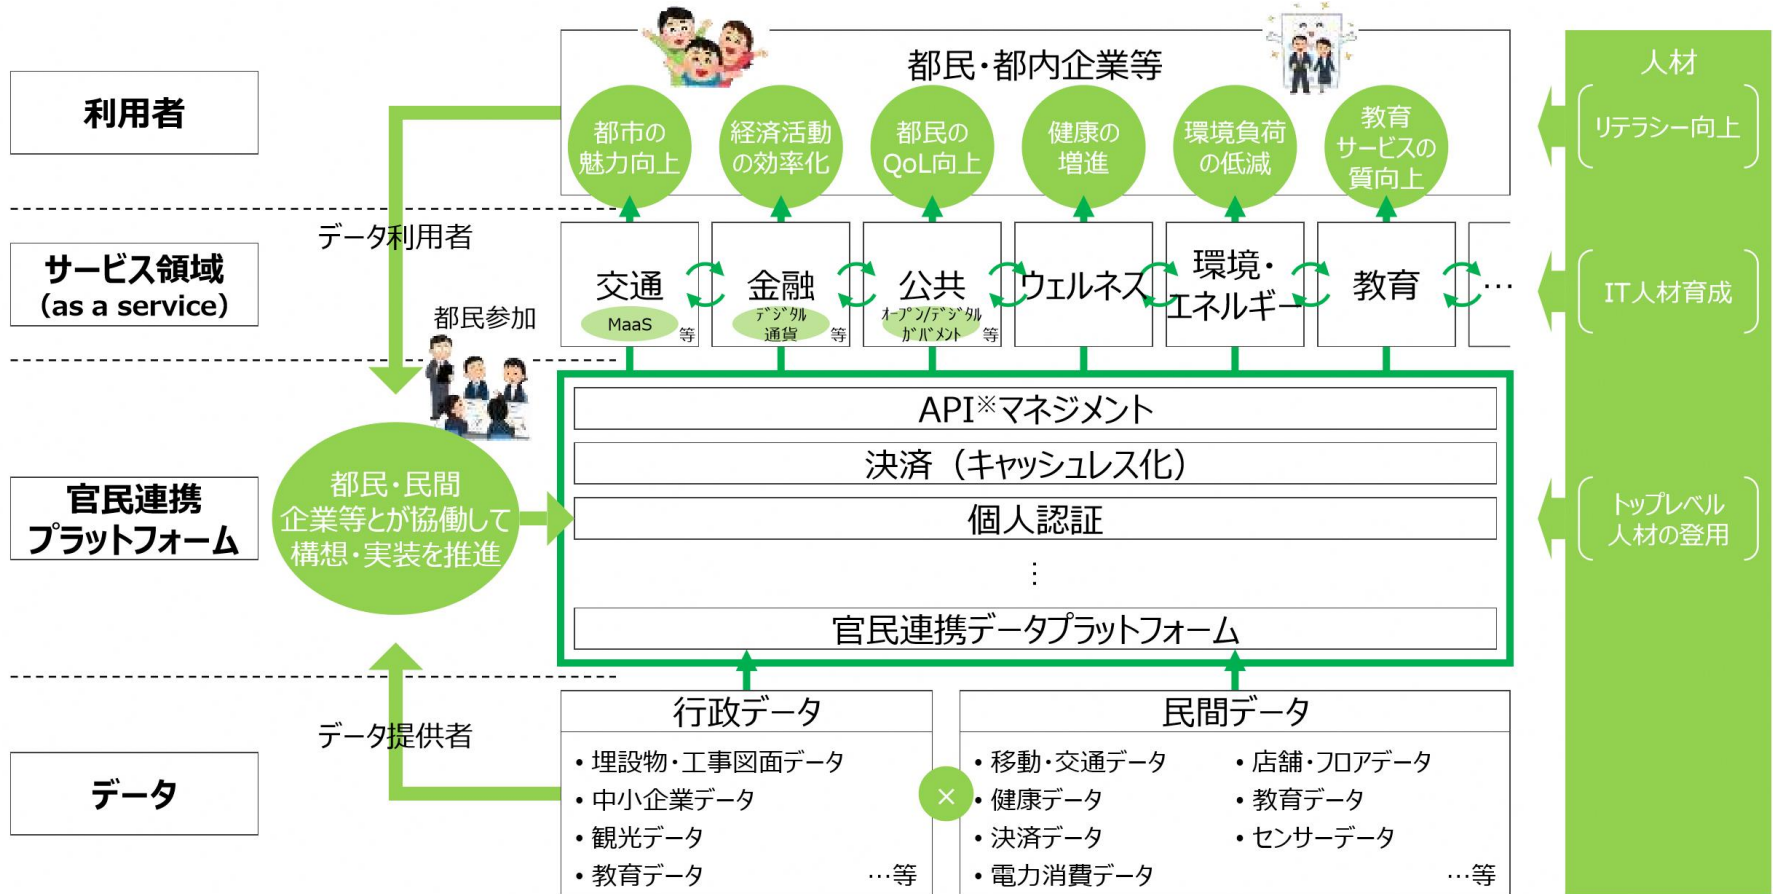 利用者
都民・都内企業等
都市の
魅力向上
経済活動
の効率化
都民の
QoL向上
健康の
増進
環境負荷
の低減
教育
サービスの
質向上
データ利用者
サービス領域
(as a service)
交通
MaaS
等
金融
デジタル
通貨
等
公共
オープン/デジタル
ガバメント
等
ウェルネス
環境・
エネルギー
教育
…
都民参加
官民連携
プラットフォーム
都民・民間
企業等とが協働して
構想・実装を推進
API※マネジメント
決済（キャッシュレス化）
個人認証
⋮
官民連携データプラットフォーム
データ提供者
データ
行政データ
・埋設物・工事図面データ
・中小企業データ
・観光データ
・教育データ
…等
×
民間データ
・移動・交通データ
・健康データ
・決済データ
・電力消費データ
・店舗・フロアデータ
・教育データ
・センサーデータ
…等
人材
リテラシー向上
IT人材育成
トップレベル
人材の登用